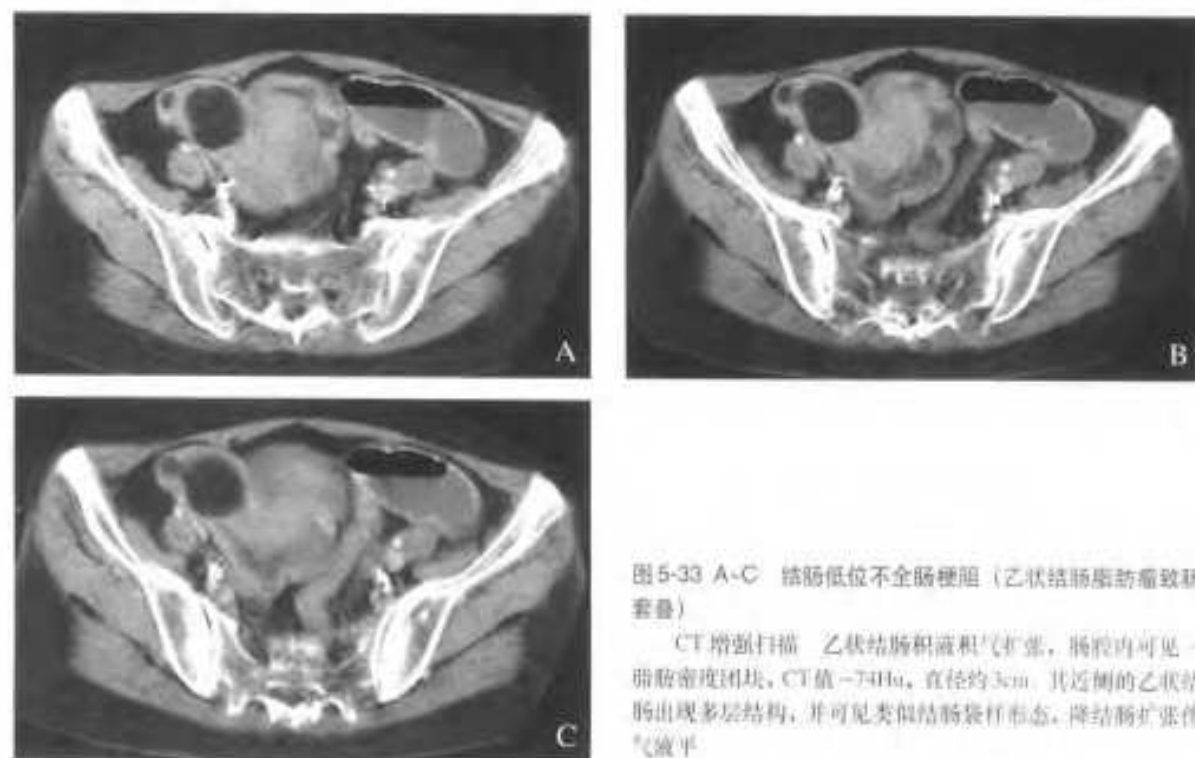 A
B
C
图5-33 A~C 结肠低位不全肠梗阻（乙状结肠脂肪瘤致肠
套叠）
CT增强扫描 乙状结肠积液积气扩张，肠腔内可见一
脂肪密度团块，CT值-74Hu，直径约3cm 其近侧的乙状结
肠出现多层结构，并可见类似结肠袋样形态，降结肠扩张伴
气液平